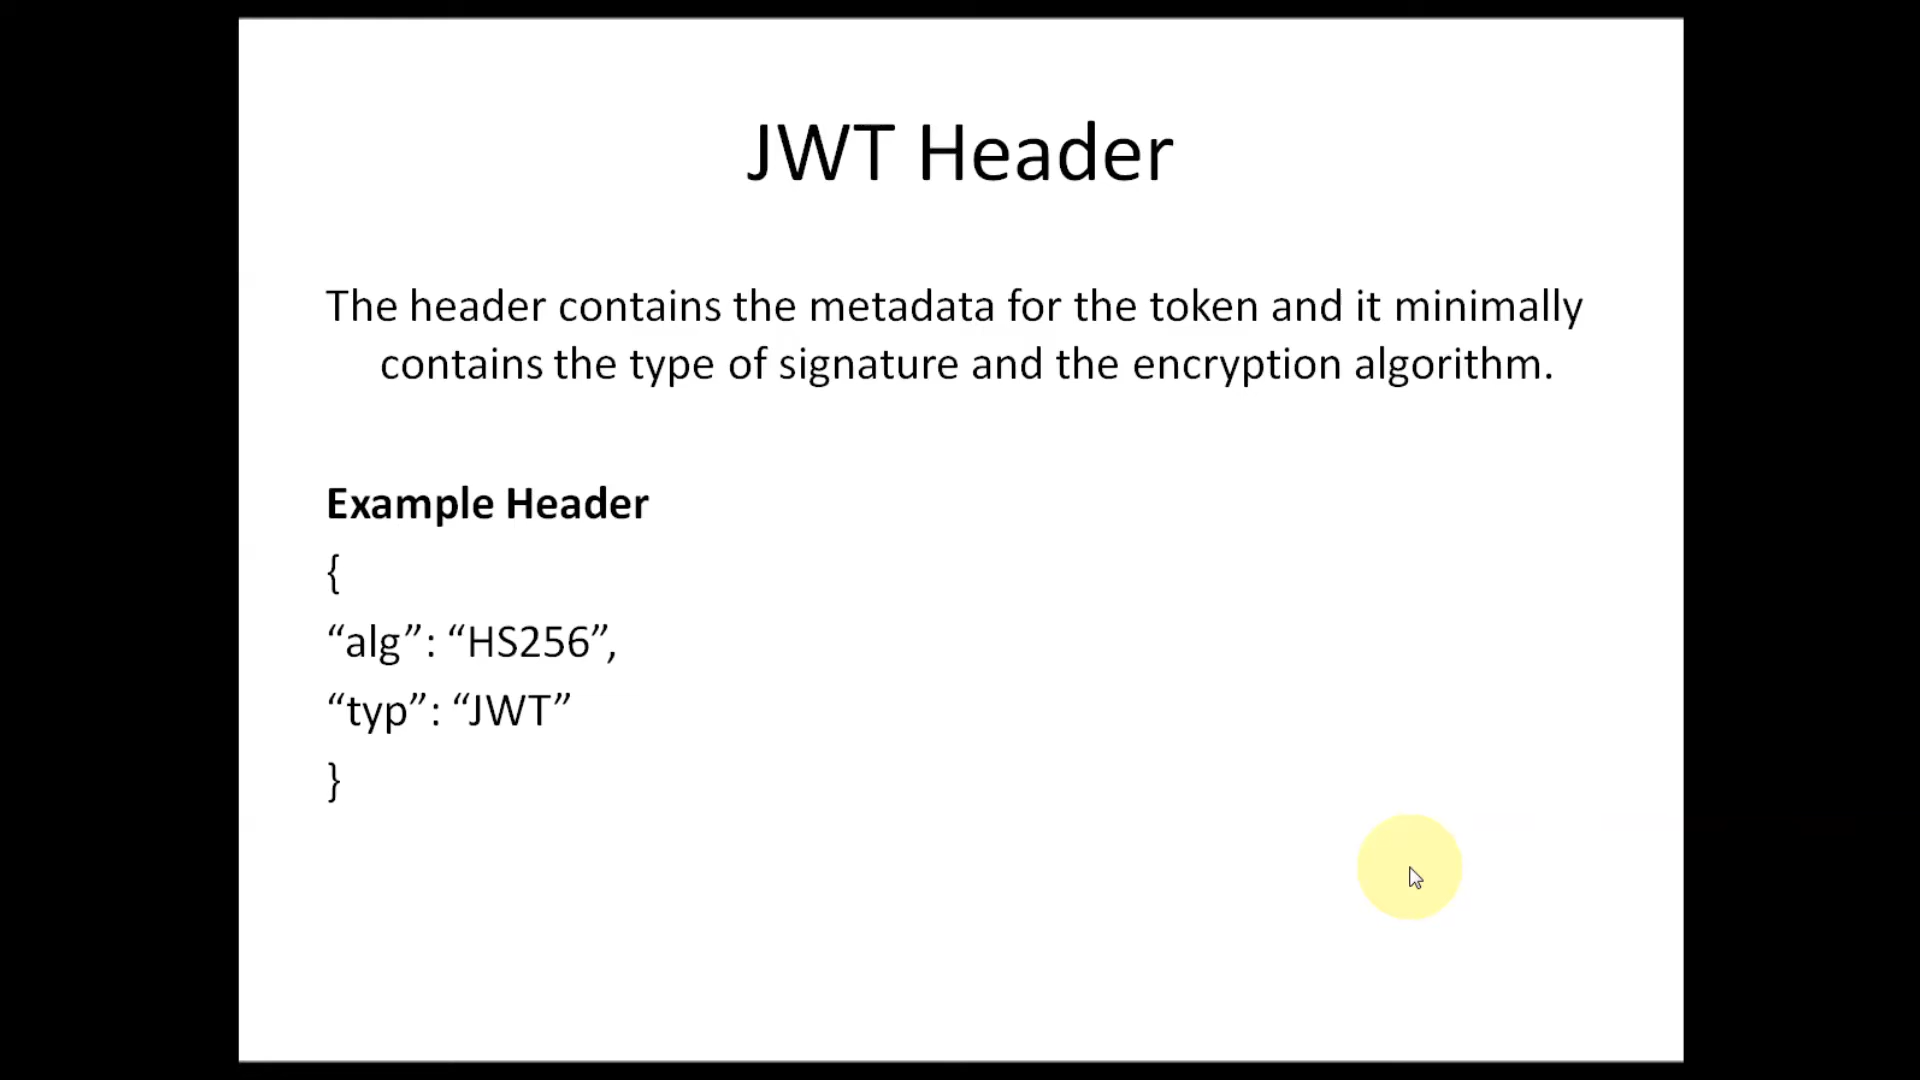 JWT Header
The header contains the metadata for the token and it minimally
contains the type of signature and the encryption algorithm.
Example Header
{
“alg”: “HS256”,
“typ”: “JWT”
}